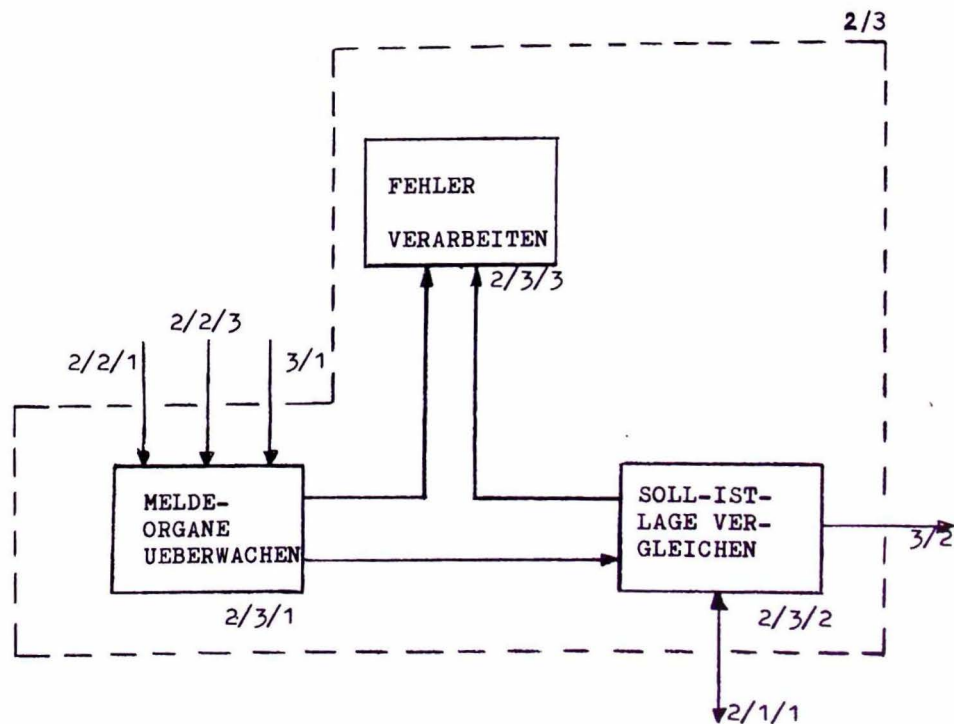 2/3
FEHLER
VERARBEITEN
2/3/3
2/2/3
2/2/1
3/1
MELDE-
ORGANE
UEBERWACHEN
2/3/1
SOLL-IST-
LAGE VER-
GLEICHEN
3/2
2/3/2
2/1/1